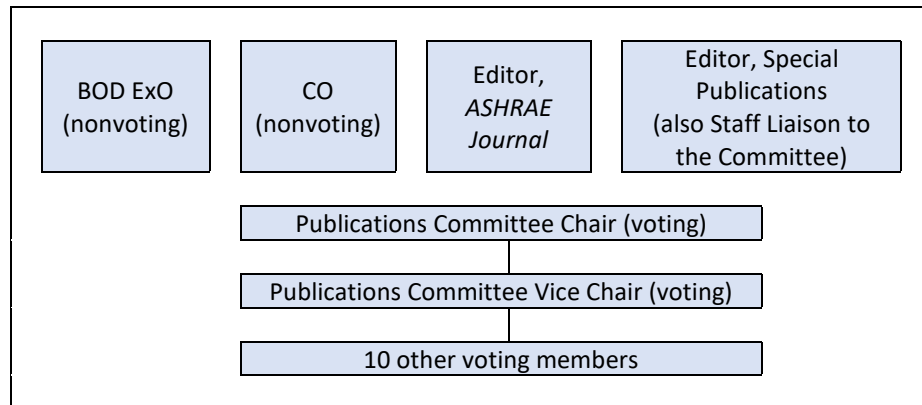 BOD ExO
(nonvoting)
CO
(nonvoting)
Editor,
ASHRAE
Journal
Editor, Special
Publications
(also Staff Liaison to
the Committee)
Publications Committee Chair (voting)
Publications Committee Vice Chair (voting)
10 other voting members